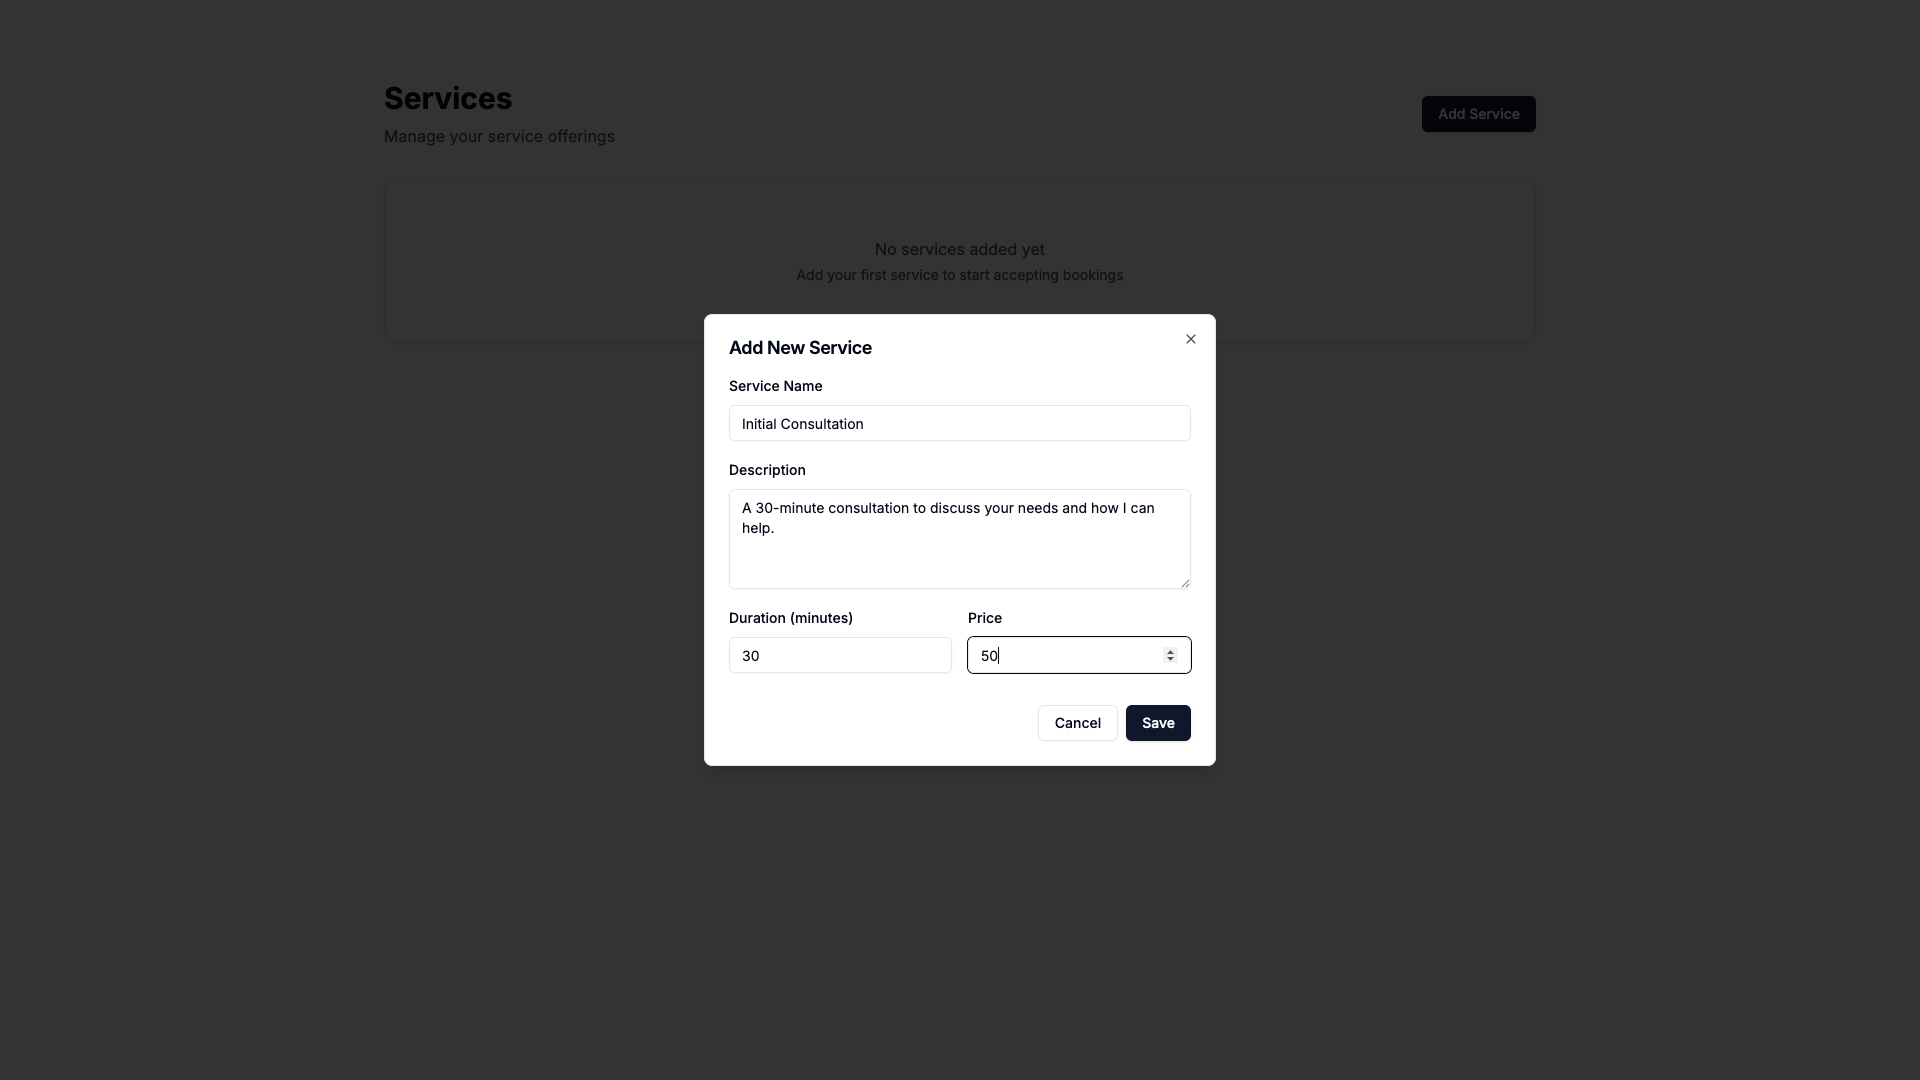 Services
Manage your service offerings
Add Service
No services added yet
Add your first service to start accepting bookings
Add New Service
Service Name
Initial Consultation
Description
A 30-minute consultation to discuss your needs and how I can
help.
Duration (minutes)
Price
30
50
Cancel
Save